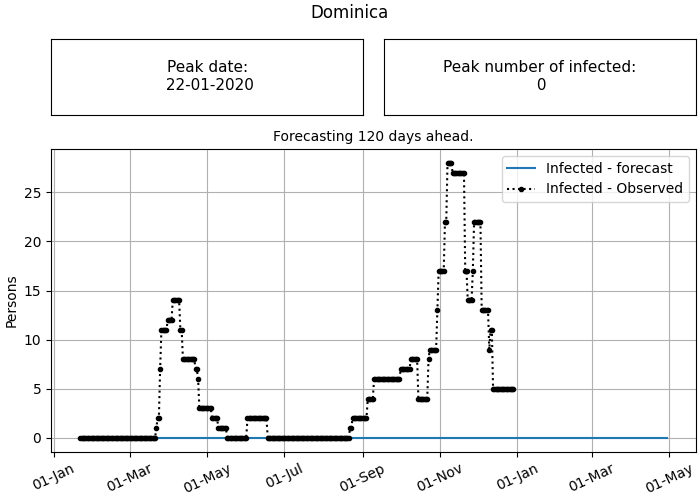 Dominica
Peak date:
22-01-2020
Peak number of infected:
0
Forecasting 120 days ahead.
Infected - forecast
Infected - Observed
Persons
25
20
15
10
5
0
01-Jan 01-Mar 01-May 01-Jul 01-Sep 01-Nov 01-Jan 01-Mar 01-May